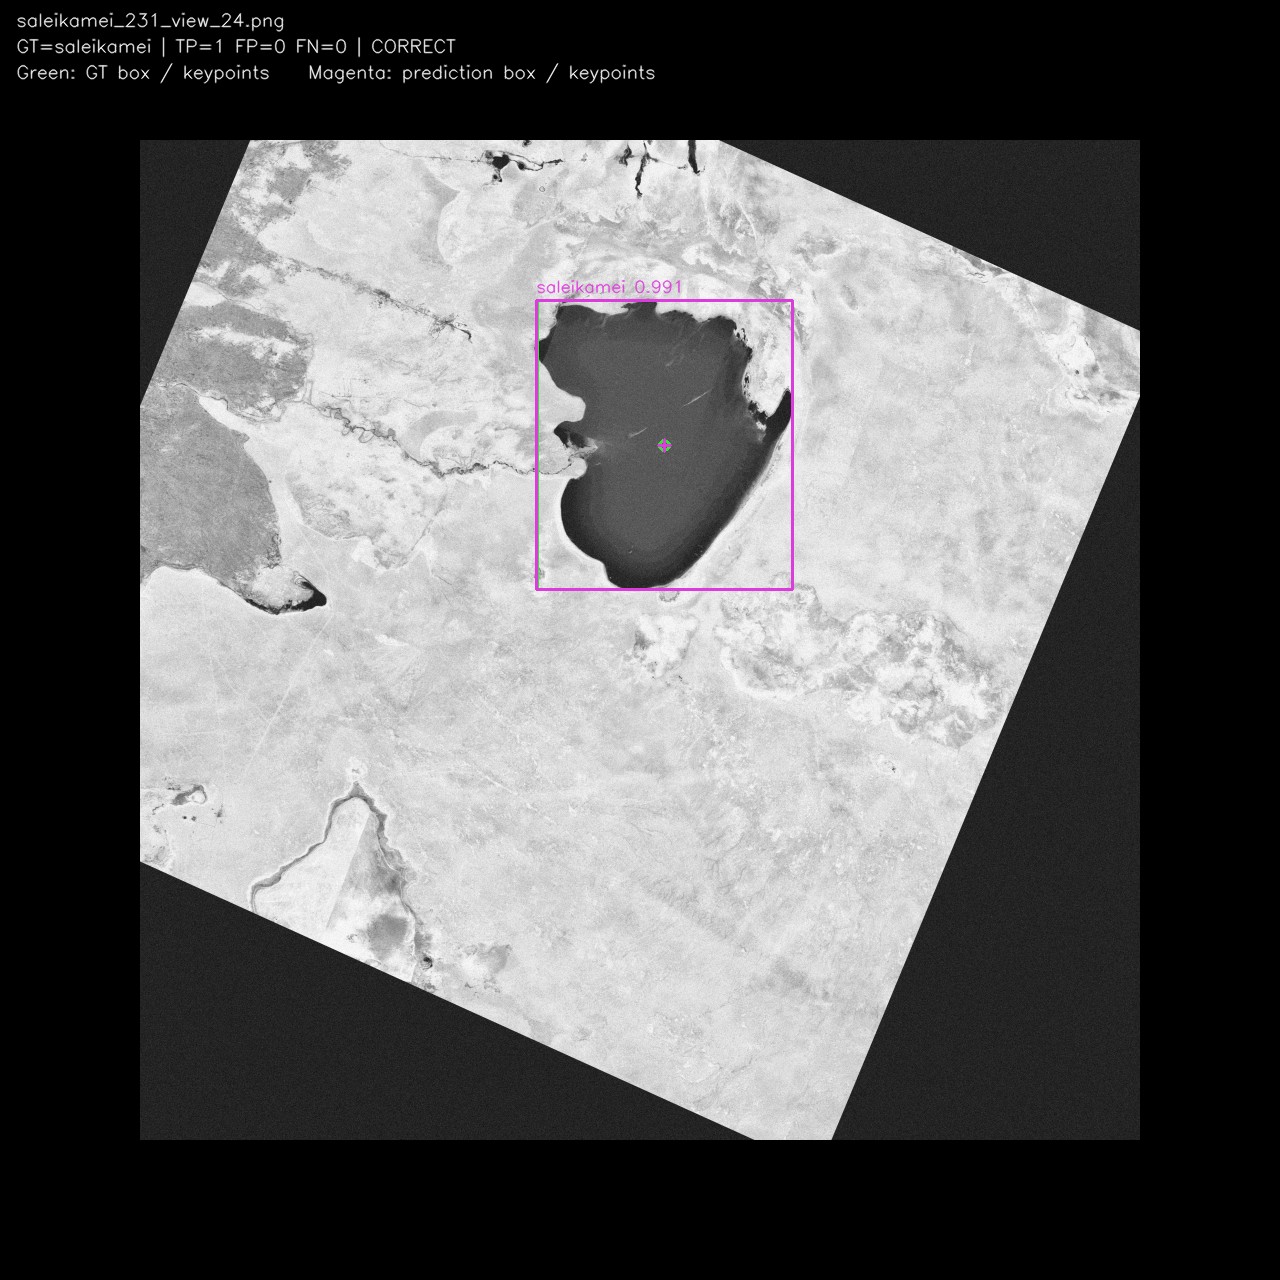 saleikamei_231_view_24.png
GT=saleikamei | TP=1 FP=0 FN=0 | CORRECT
Green: GT box / keypoints    Magenta: prediction box / keypoints
saleikamei 0.991